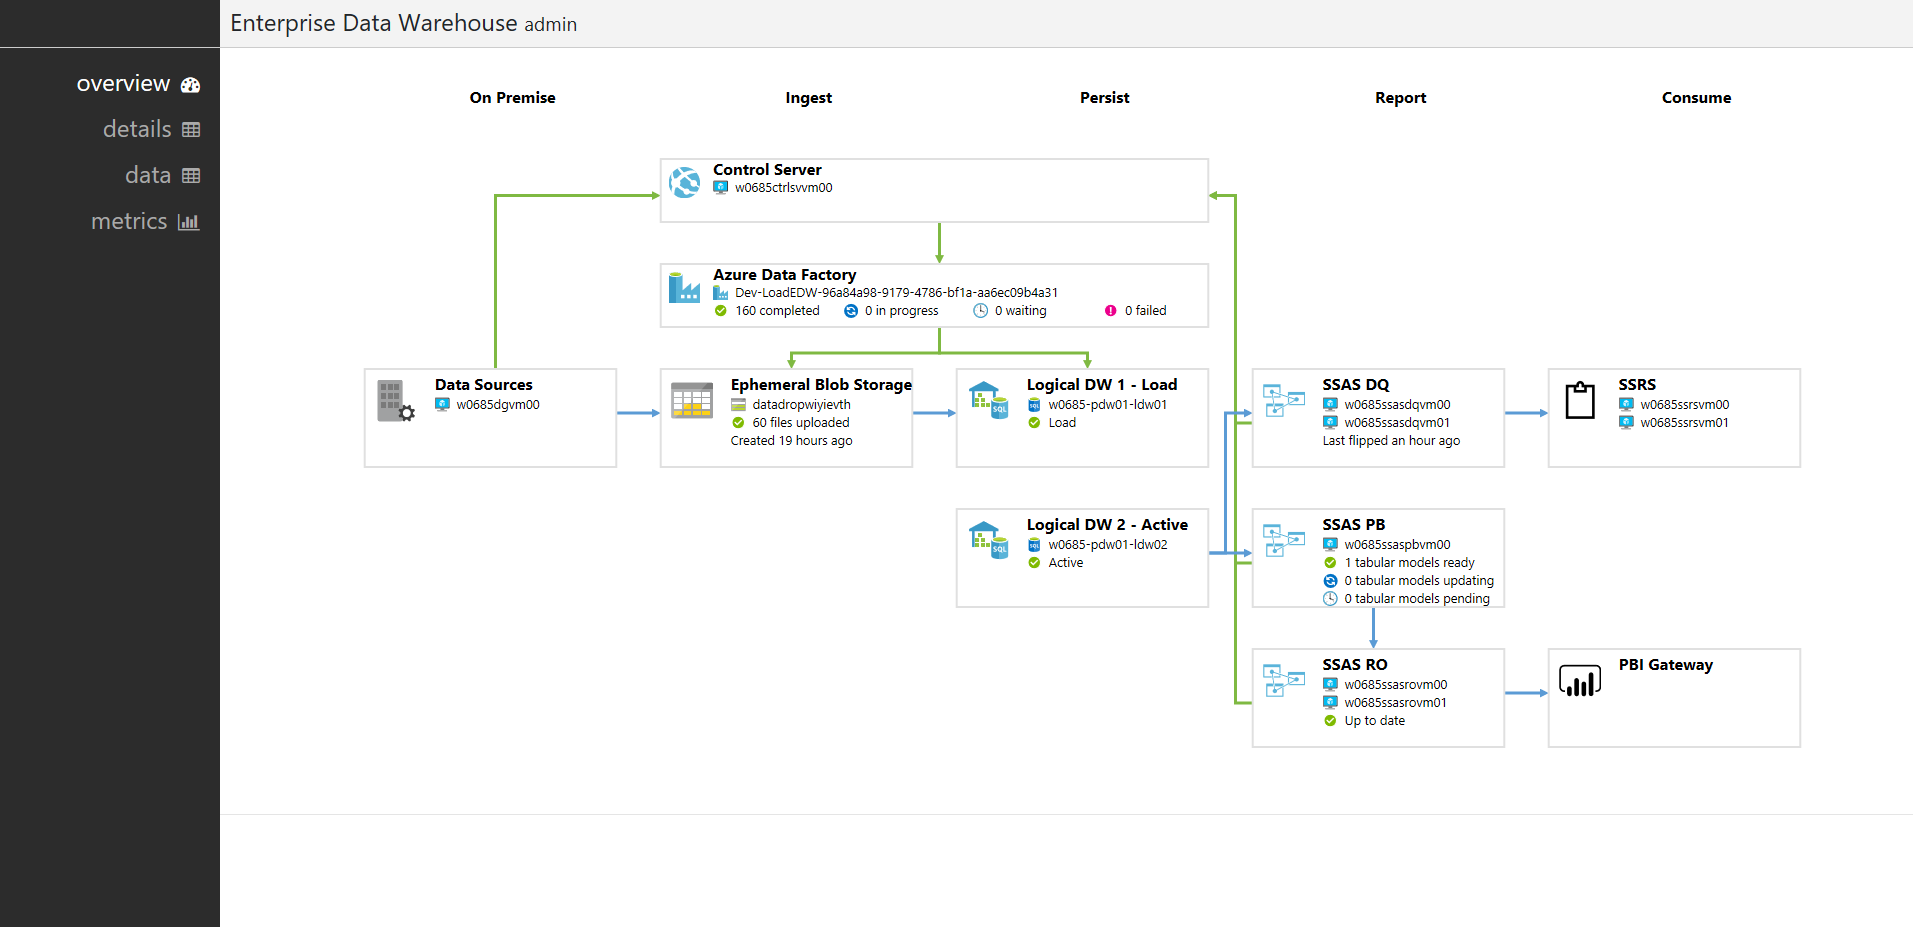 Enterprise Data Warehouse admin
overview
details
data
metrics
On Premise
Ingest
Persist
Report
Consume
Control Server
w0685ctrlsvvm00
Azure Data Factory
Dev-LoadEDW-96a84a98-9179-4786-bf1a-aa6ec09b4a31
160 completed
0 in progress
0 waiting
0 failed
Data Sources
w0685dgvm00
Ephemeral Blob Storage
datadropwiyievth
60 files uploaded
Created 19 hours ago
Logical DW 1 - Load
w0685-pdw01-ldw01
Load
SSAS DQ
w0685ssasdqvm00
w0685ssasdqvm01
Last flipped an hour ago
SSRS
w0685ssrsvm00
w0685ssrsvm01
Logical DW 2 - Active
w0685-pdw01-ldw02
Active
SSAS PB
w0685ssaspbvm00
1 tabular models ready
0 tabular models updating
0 tabular models pending
SSAS RO
w0685ssasrovm00
w0685ssasrovm01
Up to date
PBI Gateway